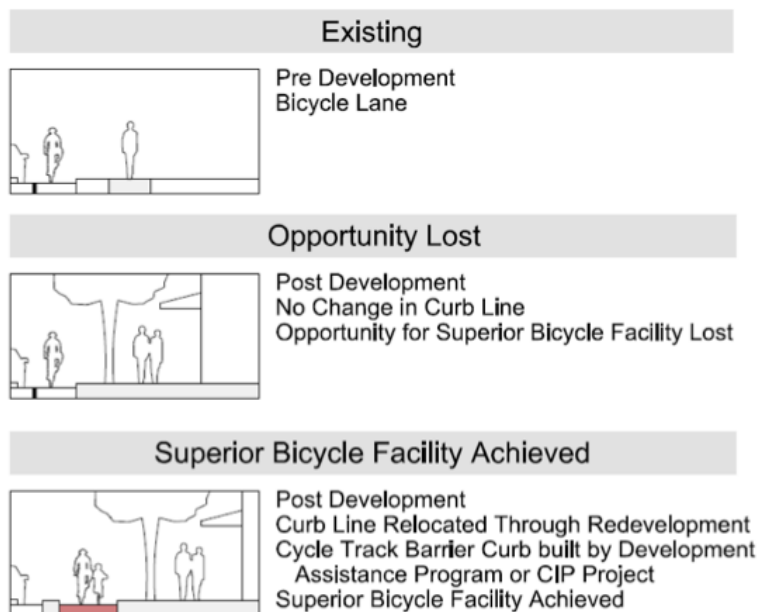 Existing
Pre Development
Bicycle Lane
Opportunity Lost
Post Development
No Change in Curb Line
Opportunity for Superior Bicycle Facility Lost
Superior Bicycle Facility Achieved
Post Development
Curb Line Relocated Through Redevelopment
Cycle Track Barrier Curb built by Development
Assistance Program or CIP Project
Superior Bicycle Facility Achieved